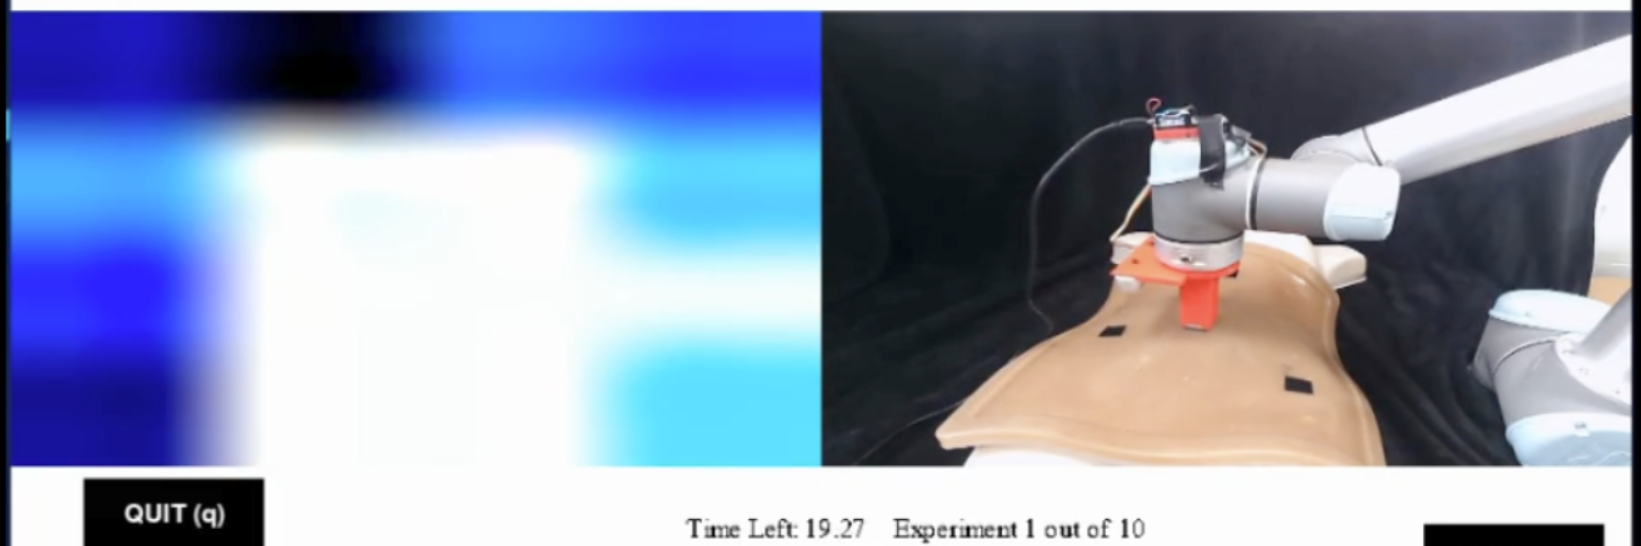 QUIT (q)
Time Left: 19.27 Experiment 1 out of 10